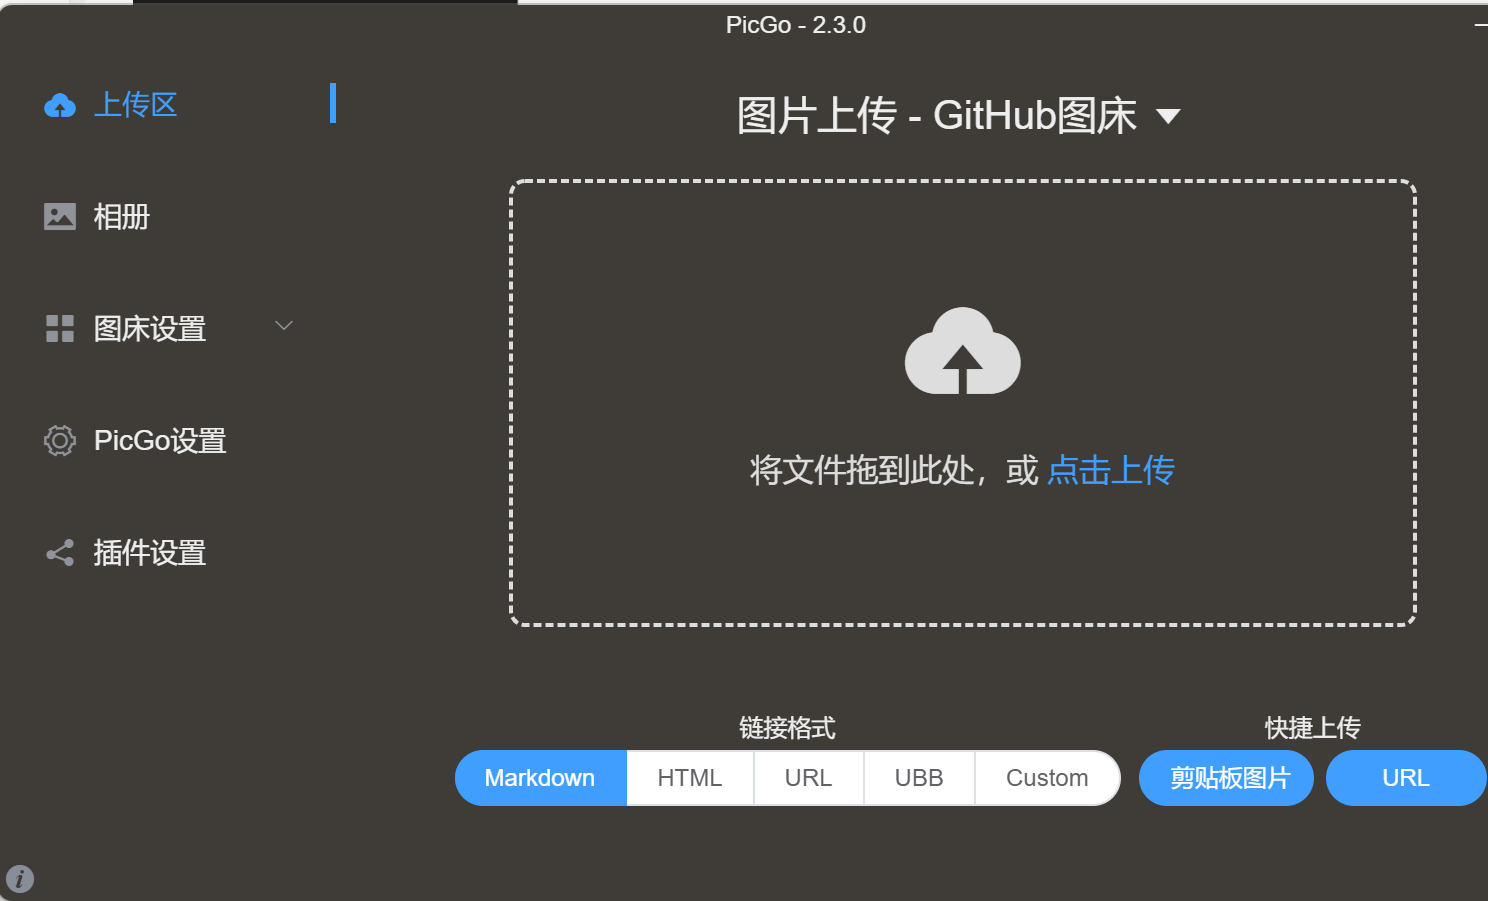 PicGo - 2.3.0
上传区
相册
图床设置
PicGo设置
插件设置
图片上传 - GitHub图床
将文件拖到此处，或 点击上传
链接格式
Markdown HTML URL UBB Custom
快捷上传
剪贴板图片 URL
i